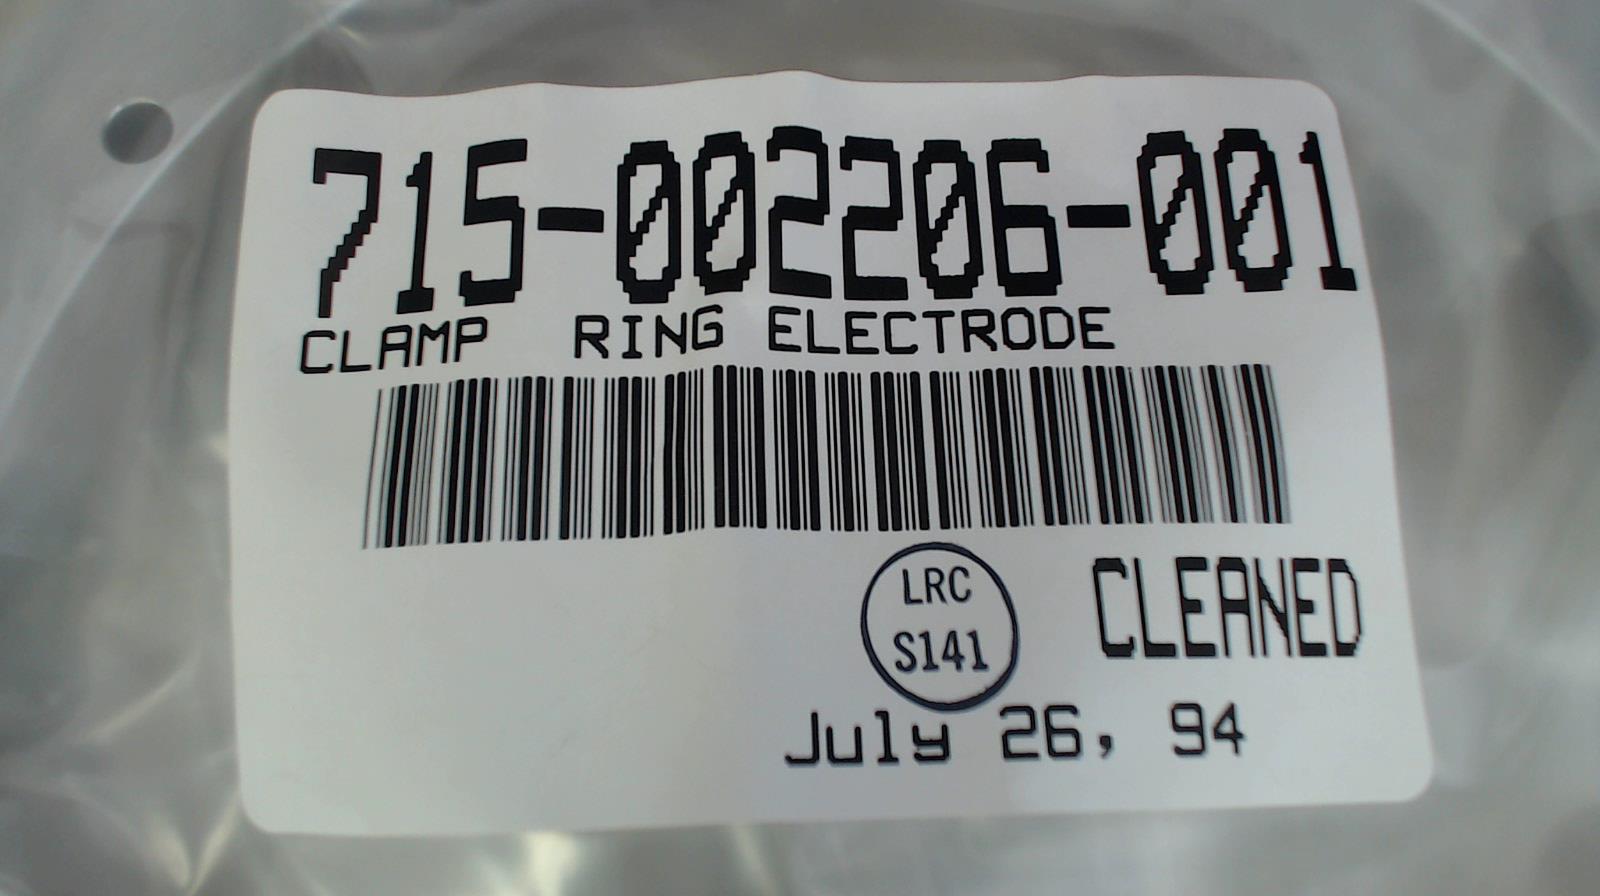 715-002206-001
CLAMP RING ELECTRODE
LRC
S141
CLEANED
July 26, 94